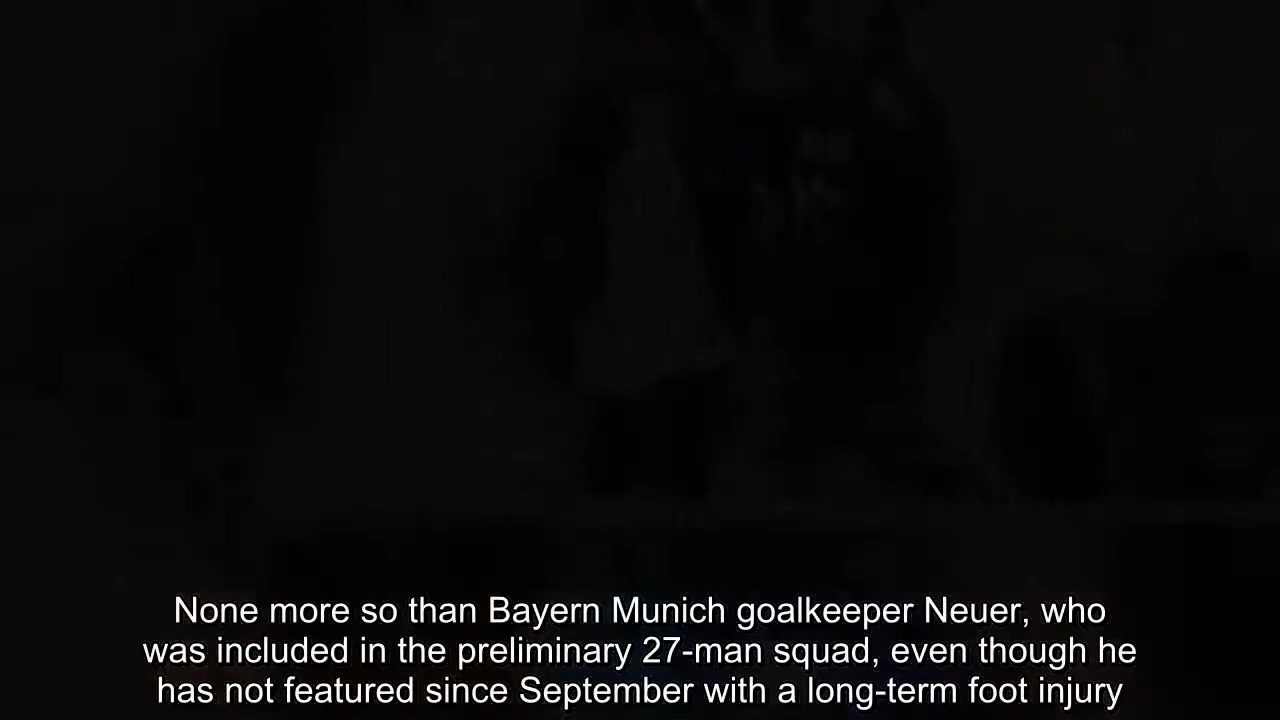 None more so than Bayern Munich goalkeeper Neuer, who
was included in the preliminary 27-man squad, even though he
has not featured since September with a long-term foot injury